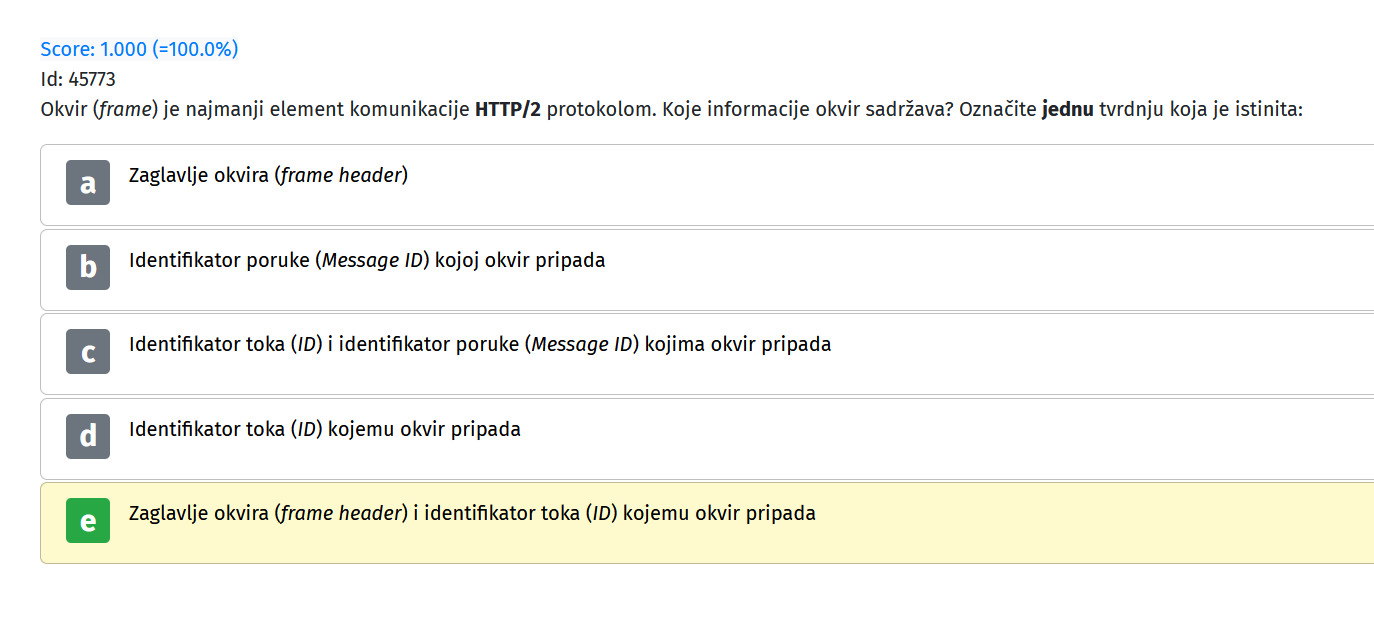 Score: 1.000 (=100.0%)
Id: 45773
Okvir (frame) je najmanji element komunikacije HTTP/2 protokolom. Koje informacije okvir sadržava? Označite jednu tvrdnju koja je istinita:
a Zaglavlje okvira (frame header)
b Identifikator poruke (Message ID) kojoj okvir pripada
c Identifikator toka (ID) i identifikator poruke (Message ID) kojima okvir pripada
d Identifikator toka (ID) kojemu okvir pripada
e Zaglavlje okvira (frame header) i identifikator toka (ID) kojemu okvir pripada